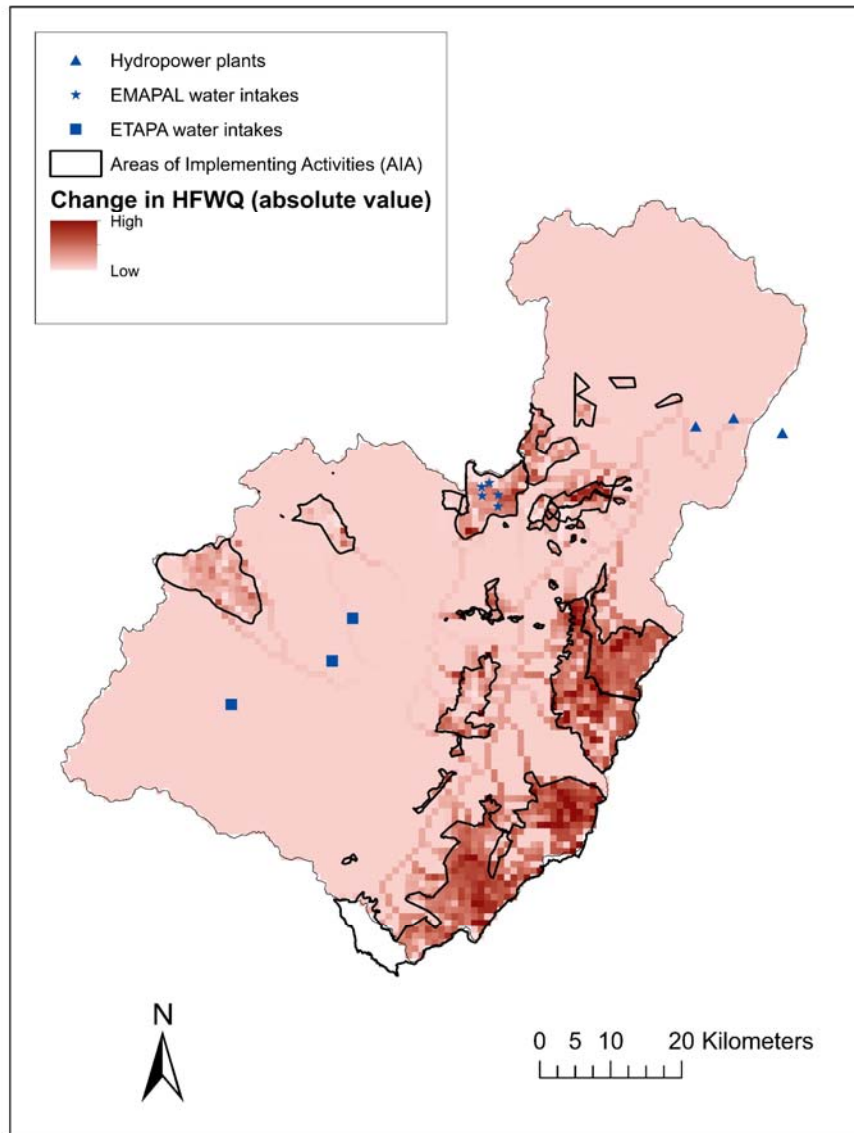 Hydropower plants
EMAPAL water intakes
ETAPA water intakes
Areas of Implementing Activities (AIA)
Change in HFWQ (absolute value)
High
Low
N
0 5 10 20 Kilometers